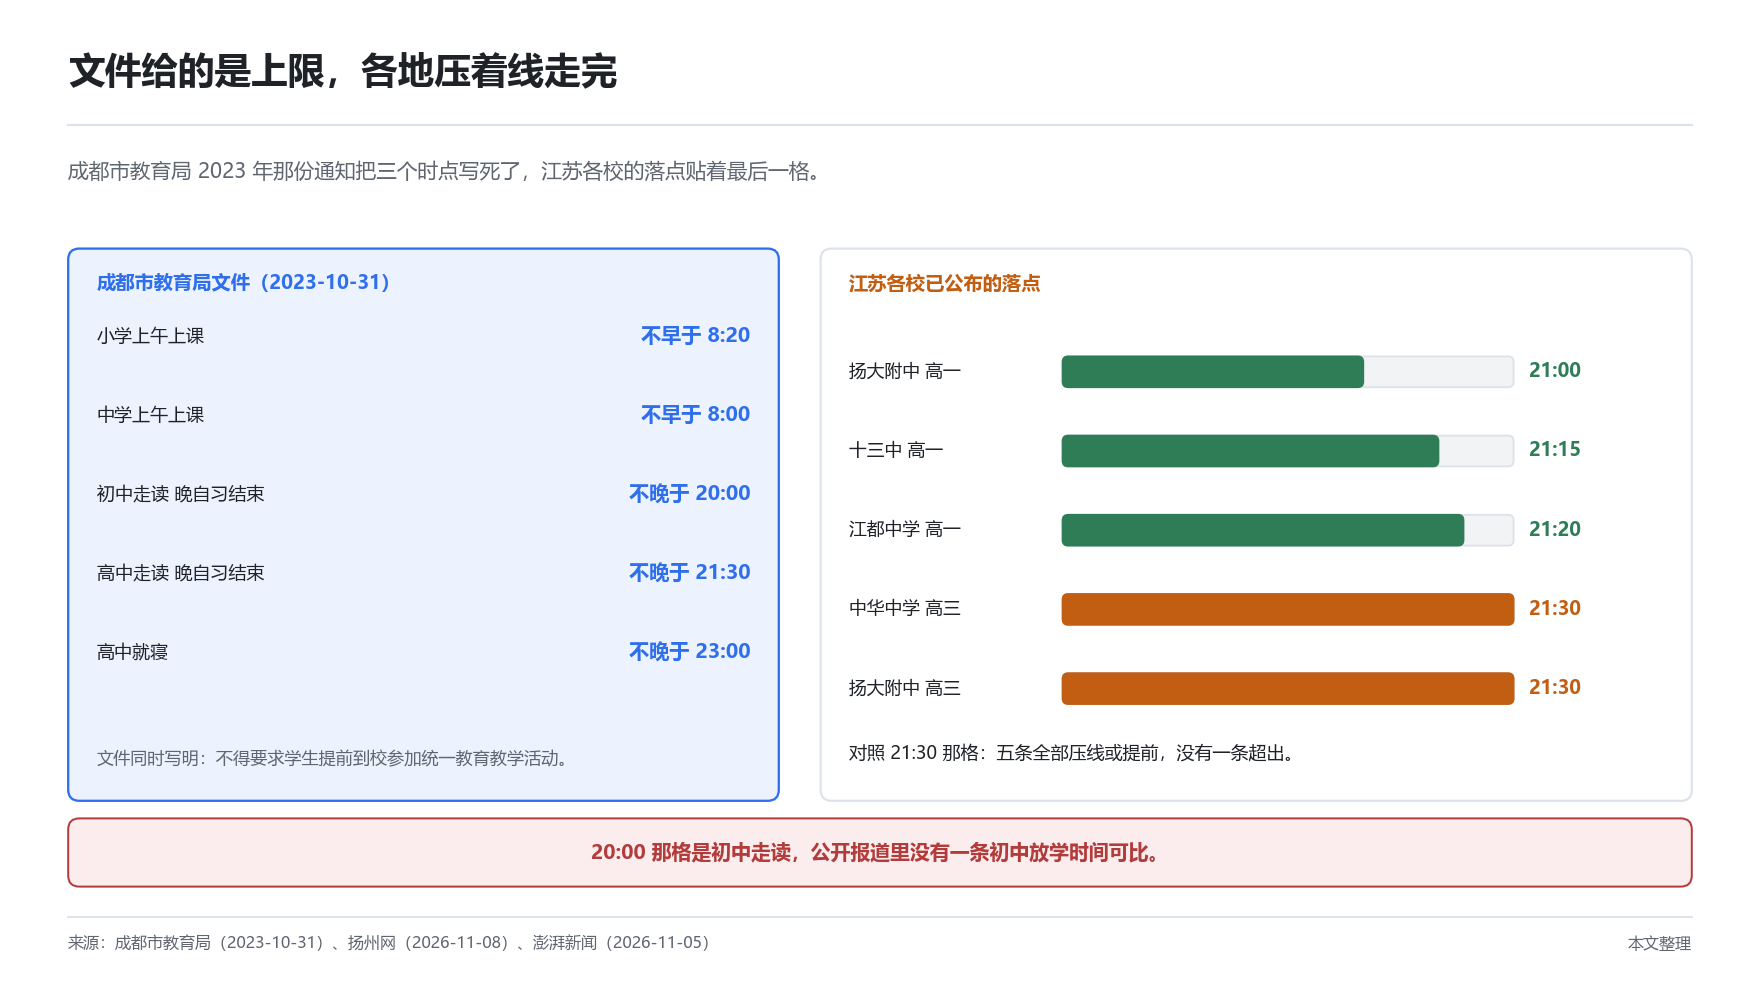 文件给的是上限，各地压着线走完
成都市教育局 2023 年那份通知把三个时点写死了，江苏各校的落点贴着最后一格。
成都市教育局文件（2023-10-31）
小学上午上课 不早于 8:20
中学上午上课 不早于 8:00
初中走读 晚自习结束 不晚于 20:00
高中走读 晚自习结束 不晚于 21:30
高中就寝 不晚于 23:00
文件同时写明：不得要求学生提前到校参加统一教育教学活动。
江苏各校已公布的落点
扬大附中 高一 21:00
十三中 高一 21:15
江都中学 高一 21:20
中华中学 高三 21:30
扬大附中 高三 21:30
对照 21:30 那格：五条全部压线或提前，没有一条超出。
20:00 那格是初中走读，公开报道里没有一条初中放学时间可比。
来源：成都市教育局（2023-10-31）、扬州网（2026-11-08）、澎湃新闻（2026-11-05）
本文整理